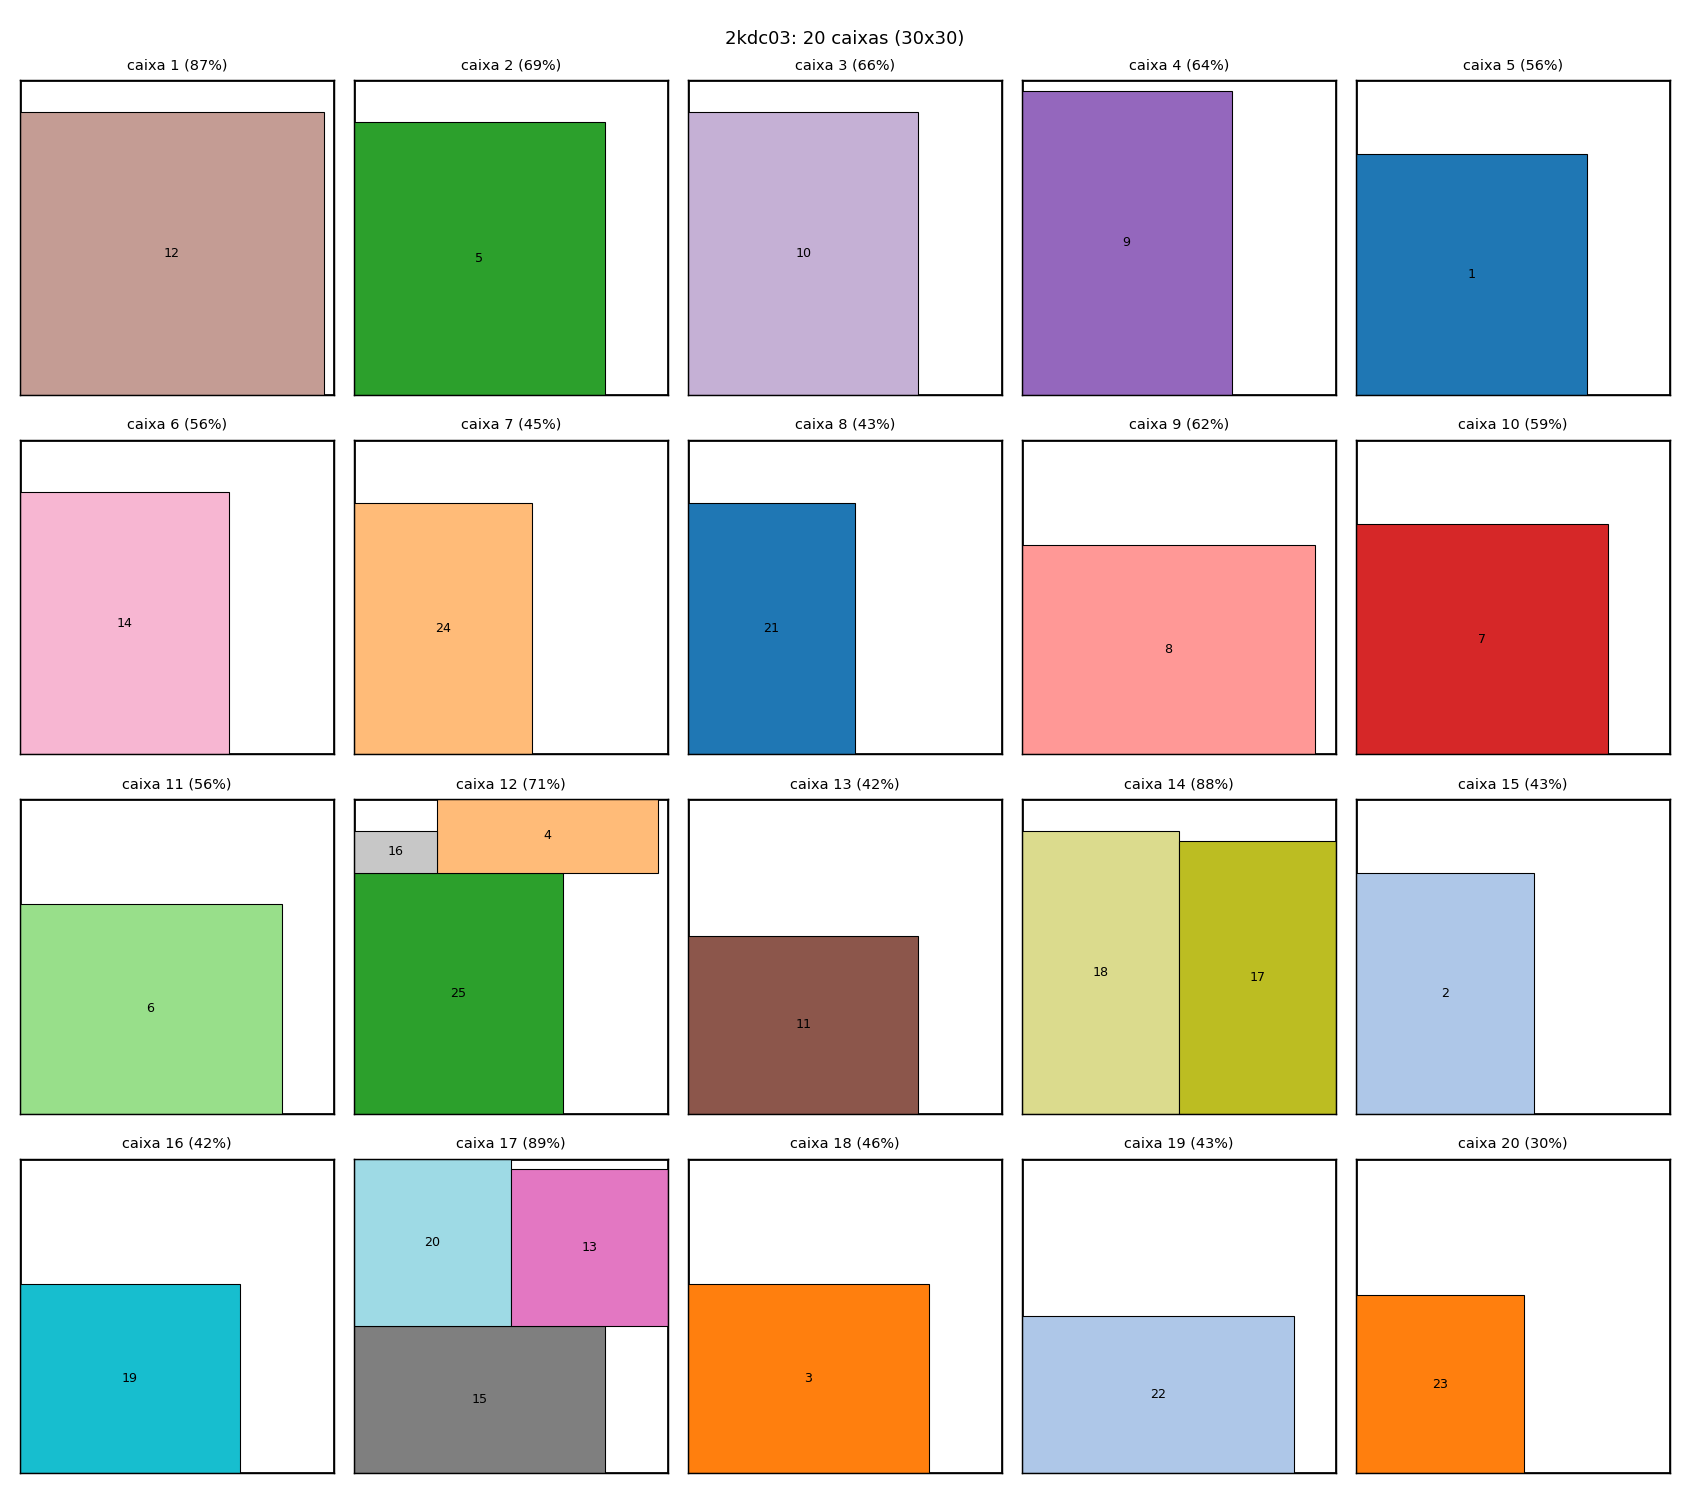 2kdc03: 20 caixas (30x30)
caixa 1 (87%)
caixa 2 (69%)
caixa 3 (66%)
caixa 4 (64%)
caixa 5 (56%)
12
5
10
9
1
caixa 6 (56%)
caixa 7 (45%)
caixa 8 (43%)
caixa 9 (62%)
caixa 10 (59%)
14
24
21
8
7
caixa 11 (56%)
caixa 12 (71%)
caixa 13 (42%)
caixa 14 (88%)
caixa 15 (43%)
6
16
4
25
11
18
17
2
caixa 16 (42%)
caixa 17 (89%)
caixa 18 (46%)
caixa 19 (43%)
caixa 20 (30%)
19
20
13
15
3
22
23